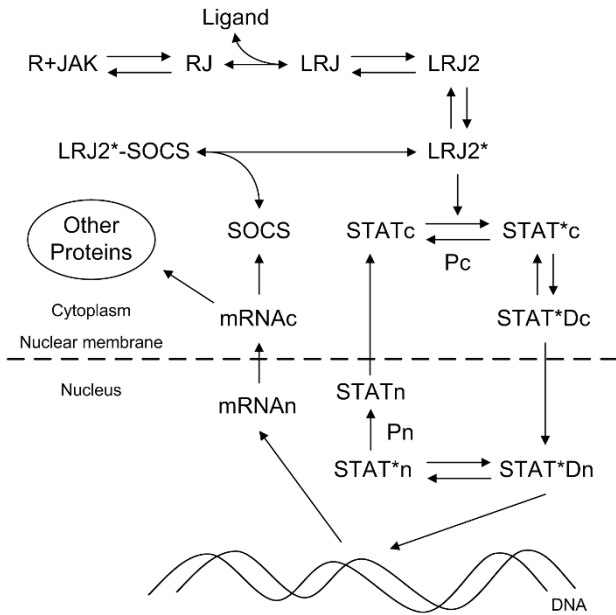 Ligand
R+JAK RJ LRJ LRJ2
LRJ2*-SOCS LRJ2*
Other
Proteins
SOCS STATc STAT*c
Pc
Cytoplasm
mRNAc STAT*Dc
Nuclear membrane
Nucleus
STATn
mRNAn
Pn
STAT*n STAT*Dn
DNA